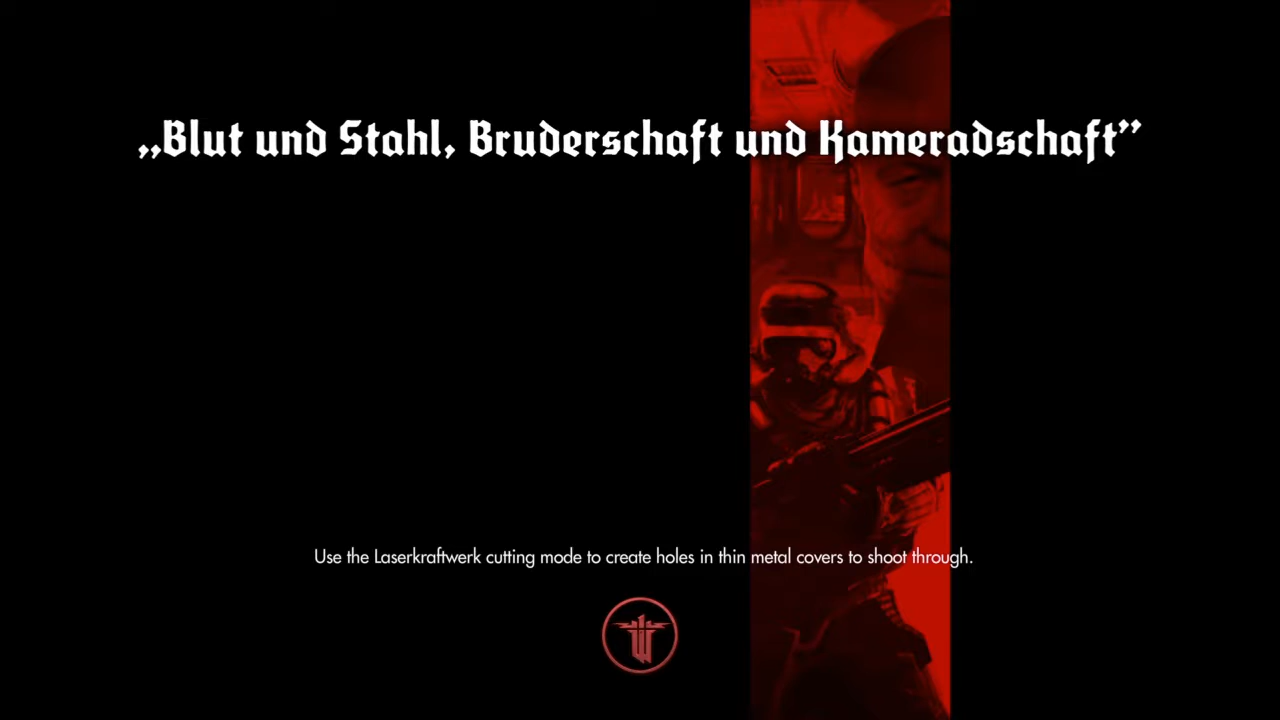 „Blut und Stahl, Bruderschaft und Kameradschaft”
Use the Laserkraftwerk cutting mode to create holes in thin metal covers to shoot through.